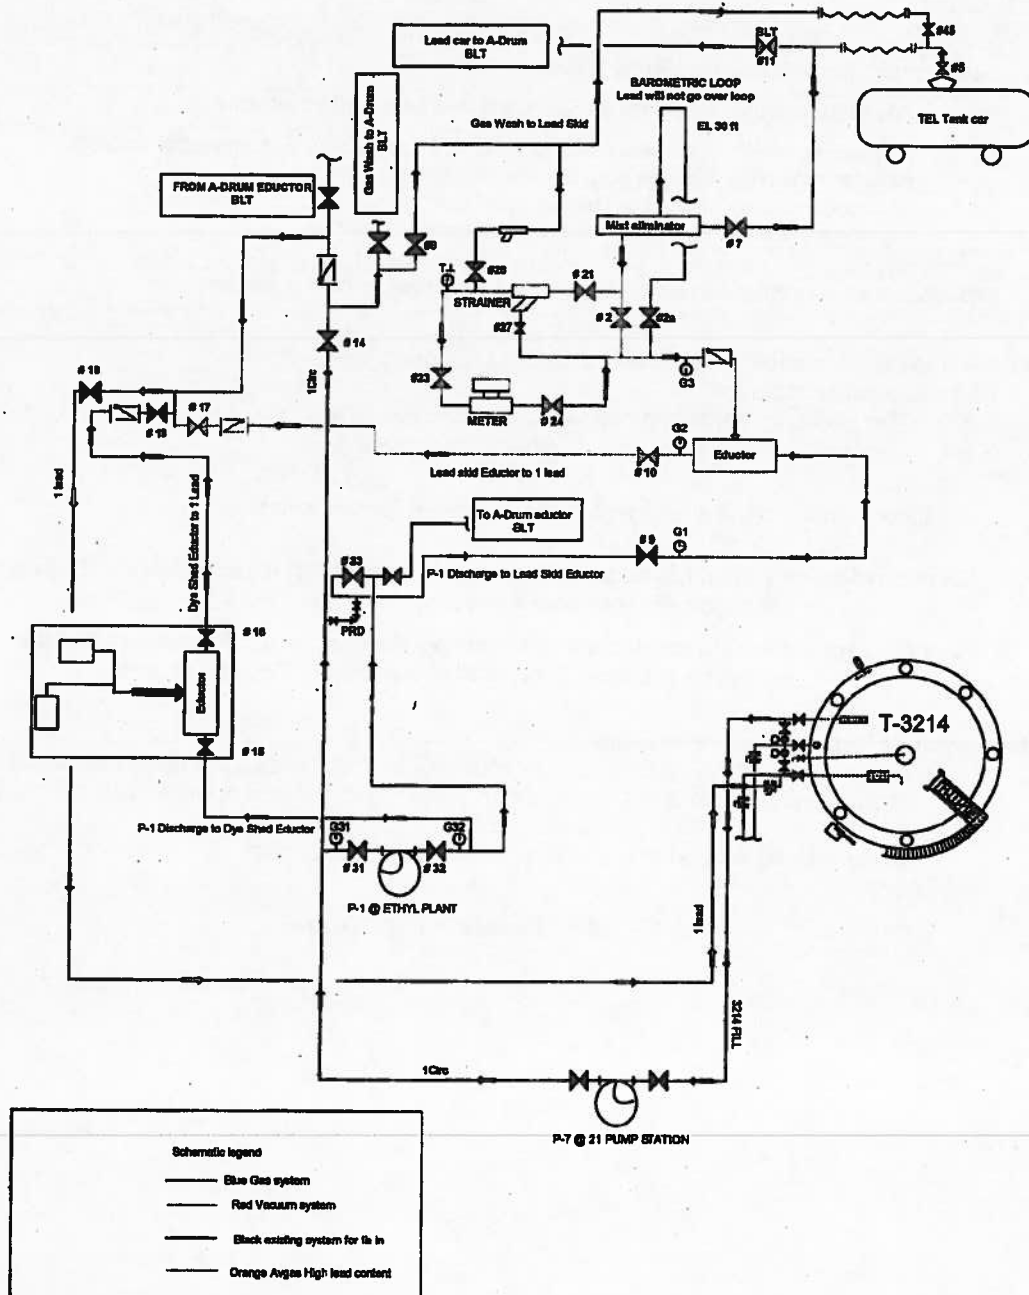 Lead car to A-Drum
BLT
BLT
#11
#45
#6
TEL Tank car
BAROMETRIC LOOP
Lead will not go over loop
EL 30 ft
Gas Wash to Lead Skid
Gas Wash to A-Drum
BLT
FROM A-DRUM EDUCTOR
BLT
Mist eliminator
# 7
#28
# 21
STRAINER
#27
# 2
#2a
# 14
1Circ
#23
METER
# 24
G3
# 17
G2
Eductor
# 10
Lead skid Eductor to 1 lead
1 lead
Dye Shed Eductor to 1 Lead
To A-Drum eductor
BLT
G1
# 9
#33
P-1 Discharge to Lead Skid Eductor
PRD
# 16
Eductor
# 15
T-3214
P-1 Discharge to Dye Shed Eductor
G31
G32
# 31
# 32
P-1 @ ETHYL PLANT
1 lead
3214 FILL
1Circ
P-7 @ 21 PUMP STATION
Schematic legend
Blue Gas system
Red Vacuum system
Black existing system for tie in
Orange Avgas High lead content